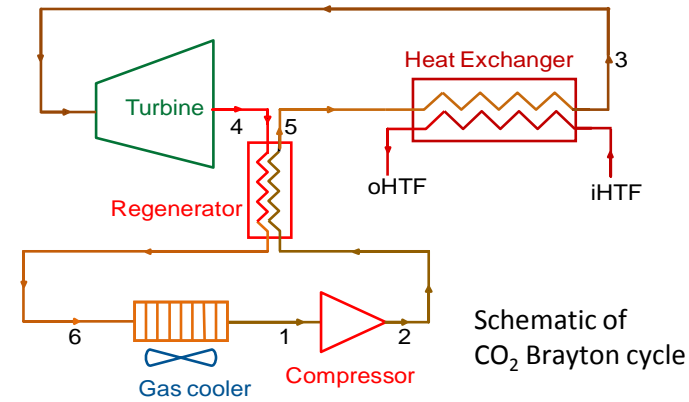 Heat Exchanger
3
Turbine
4
5
oHTF
iHTF
Regenerator
6
1
2
Gas cooler
Compressor
Schematic of
CO₂ Brayton cycle